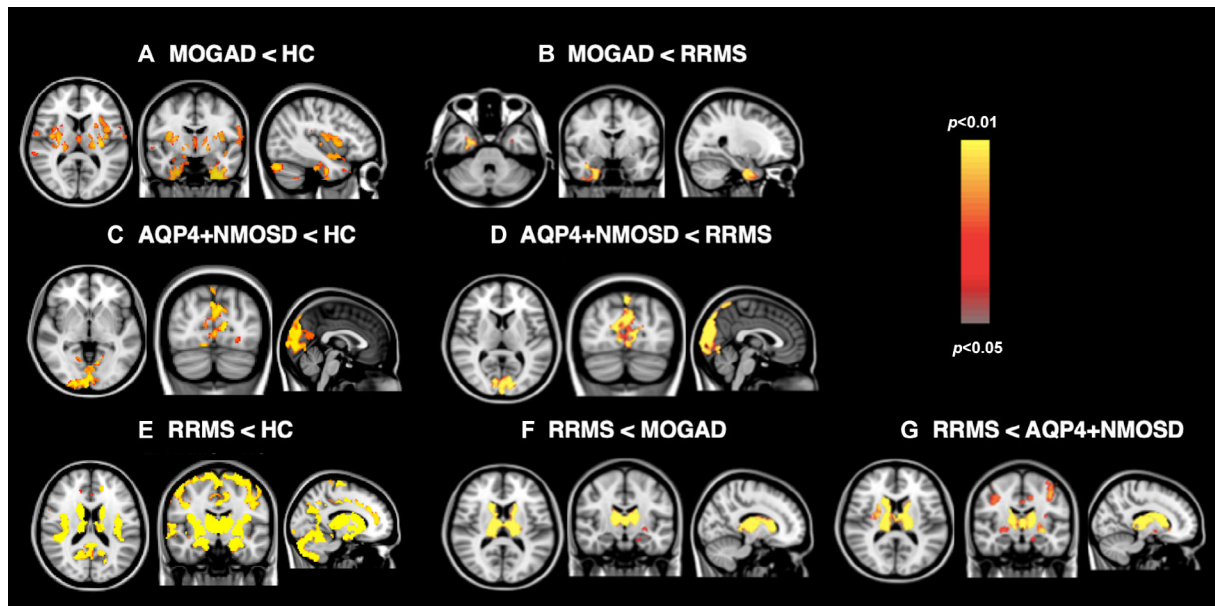 A MOGAD < HC
B MOGAD < RRMS
p<0.01
p<0.05
C AQP4+NMOSD < HC
D AQP4+NMOSD < RRMS
E RRMS < HC
F RRMS < MOGAD
G RRMS < AQP4+NMOSD